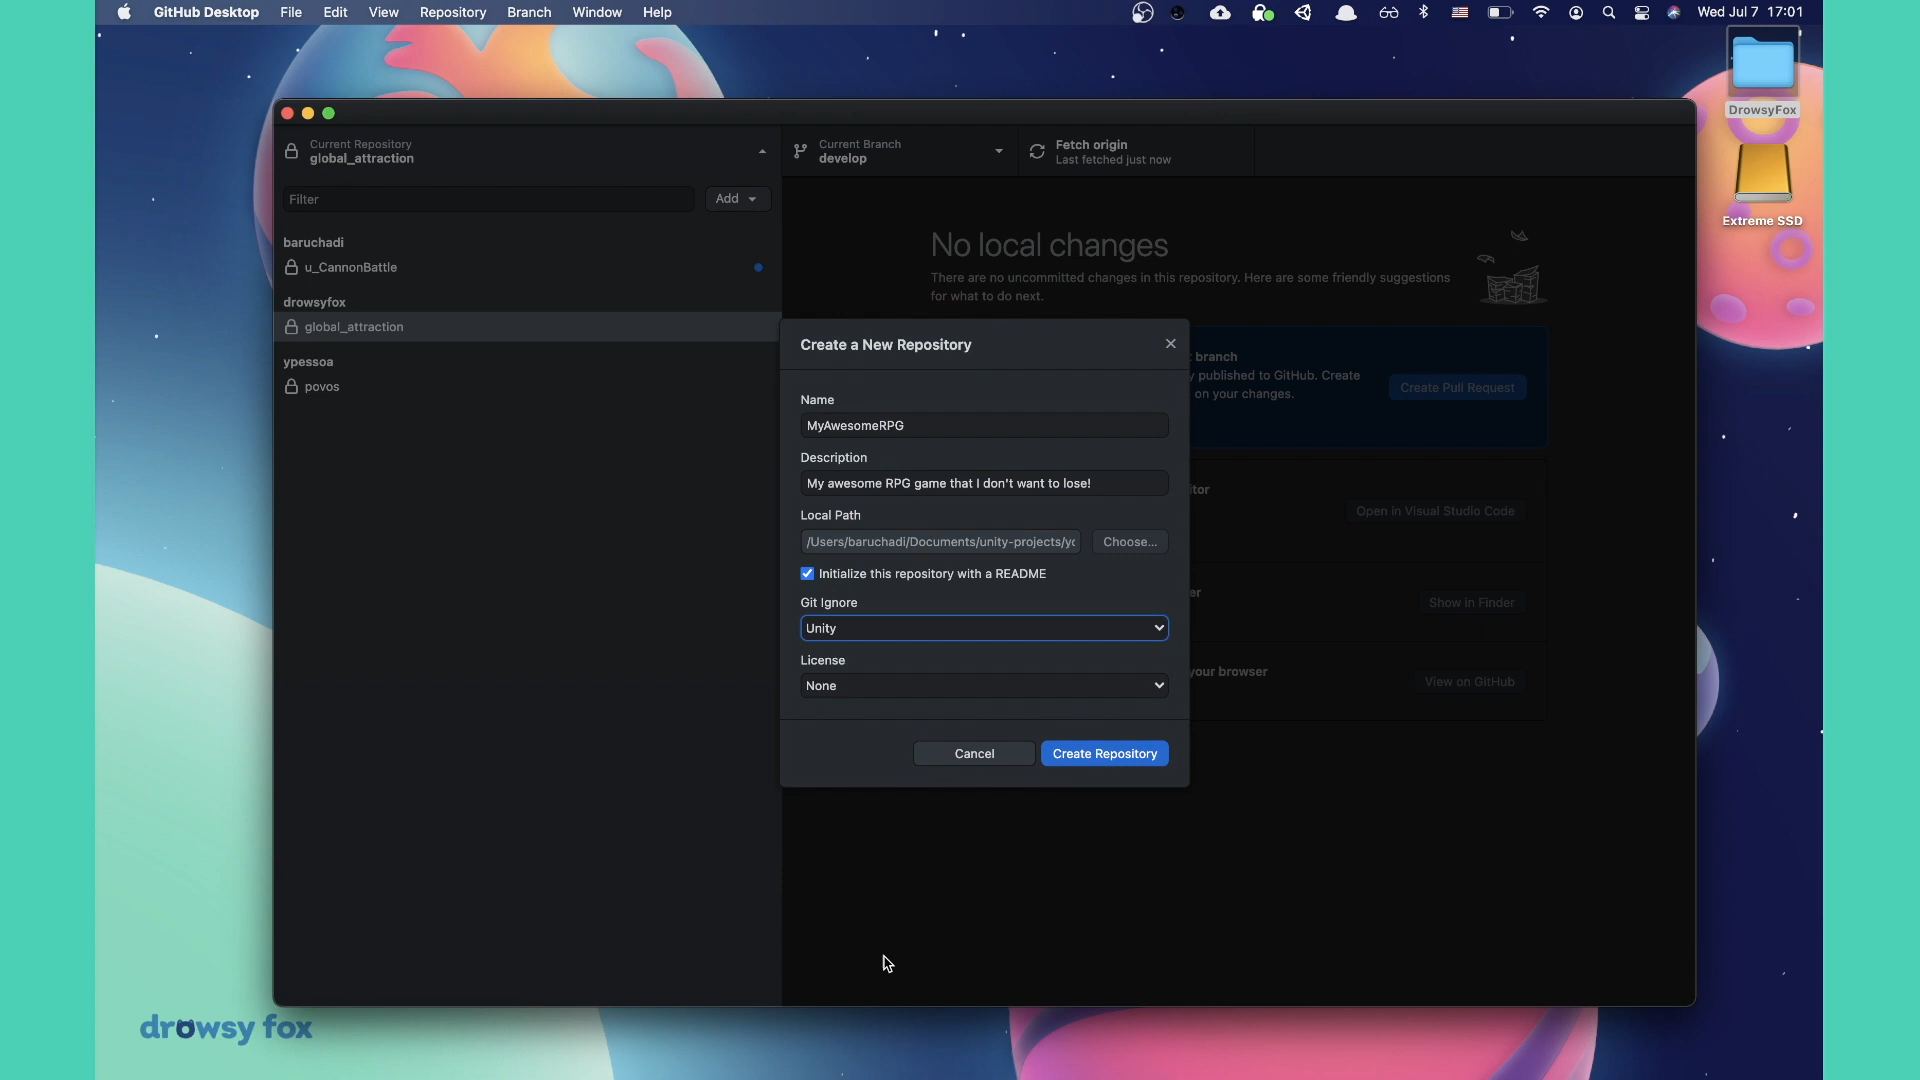 GitHub Desktop File Edit View Repository Branch Window Help Wed Jul 7 17:01
DrowsyFox
Extreme SSD
Current Repository
global_attraction
Current Branch
develop
Fetch origin
Last fetched just now
Filter
Add
baruchadi
u_CannonBattle
drowsyfox
global_attraction
ypessoa
povos
No local changes
There are no uncommitted changes in this repository. Here are some friendly suggestions
for what to do next.
branch
published to GitHub. Create
on your changes.
Create Pull Request
Open in Visual Studio Code
Show in Finder
your browser
View on GitHub
Create a New Repository
Name
MyAwesomeRPG
Description
My awesome RPG game that I don't want to lose!
Local Path
/Users/baruchadi/Documents/unity-projects/yo
Choose...
Initialize this repository with a README
Git Ignore
Unity
License
None
Cancel
Create Repository
drowsy fox